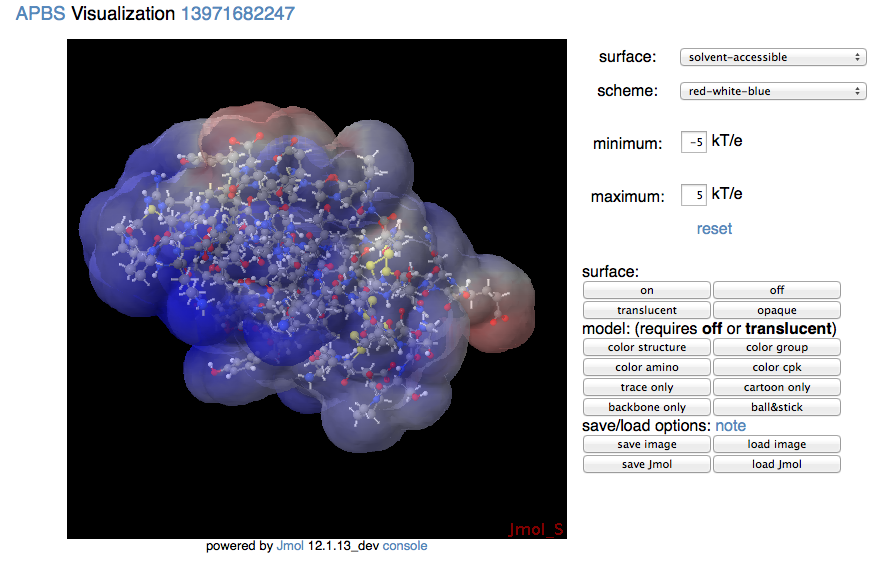 APBS Visualization 13971682247
surface: solvent-accessible
scheme: red-white-blue
minimum: -5 kT/e
maximum: 5 kT/e
reset
surface:
on off
translucent opaque
model: (requires off or translucent)
color structure color group
color amino color cpk
trace only cartoon only
backbone only ball&stick
save/load options: note
save image load image
save Jmol load Jmol
Jmol_S
powered by Jmol 12.1.13_dev console